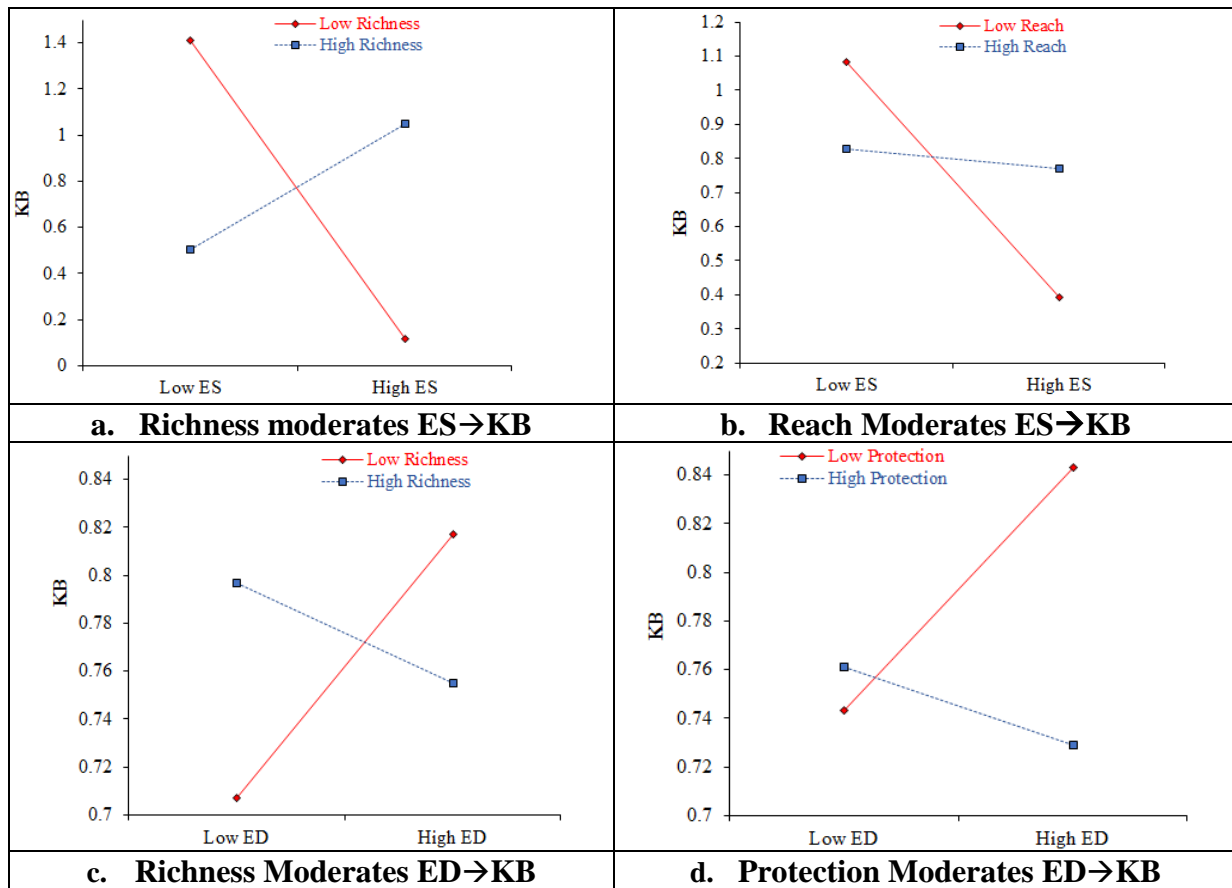 Low Richness
High Richness
1.4
1.2
1
0.8
0.6
0.4
0.2
0
KB
Low ES
High ES
a. Richness moderates ES→KB
Low Reach
High Reach
1.2
1.1
1
0.9
0.8
0.7
0.6
0.5
0.4
0.3
0.2
KB
Low ES
High ES
b. Reach Moderates ES→KB
Low Richness
High Richness
0.84
0.82
0.8
0.78
0.76
0.74
0.72
0.7
KB
Low ED
High ED
c. Richness Moderates ED→KB
Low Protection
High Protection
0.84
0.82
0.8
0.78
0.76
0.74
0.72
0.7
KB
Low ED
High ED
d. Protection Moderates ED→KB